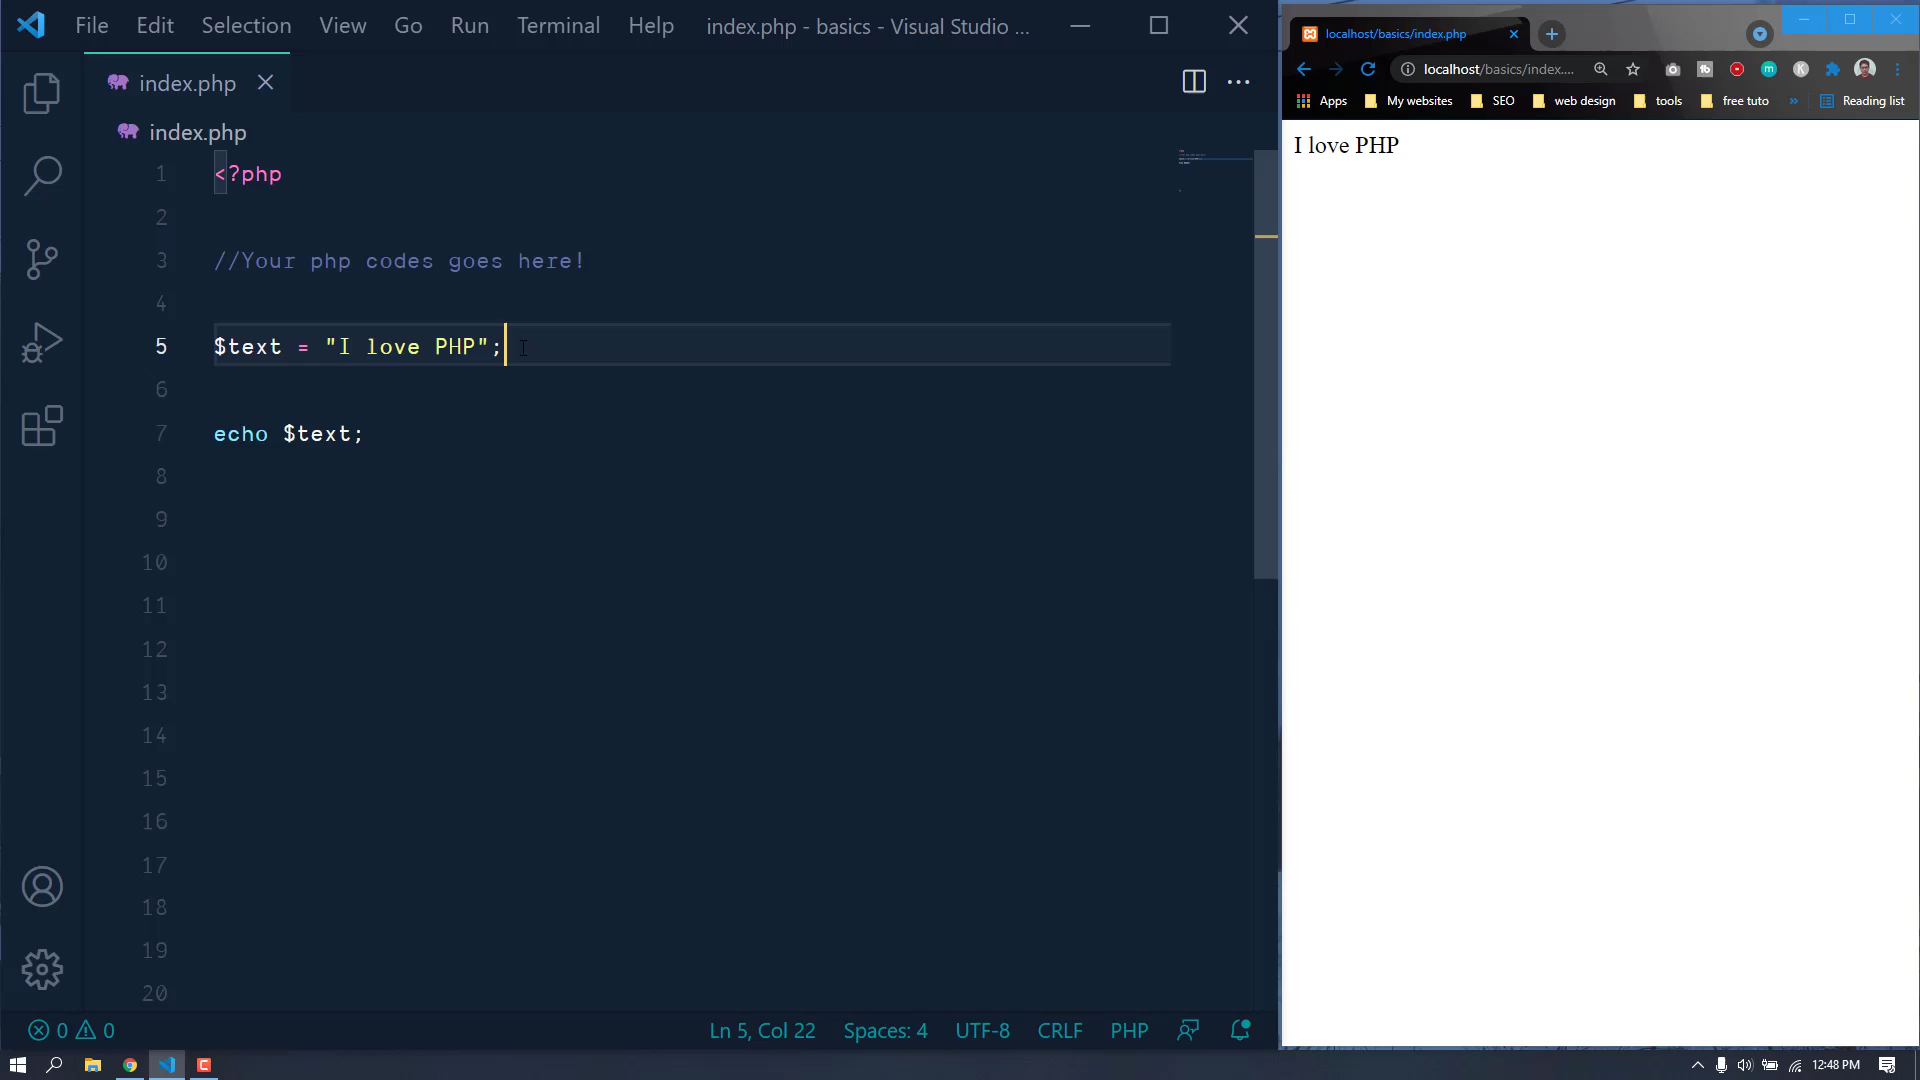 File Edit Selection View Go Run Terminal Help index.php - basics - Visual Studio ...
index.php
index.php
1 <?php
2
3 //Your php codes goes here!
4
5 $text = "I love PHP";
6
7 echo $text;
8
9
10
11
12
13
14
15
16
17
18
19
20
0 0 Ln 5, Col 22 Spaces: 4 UTF-8 CRLF PHP
localhost/basics/index.php
localhost/basics/index....
Apps My websites SEO web design tools free tuto » Reading list
I love PHP
12:48 PM